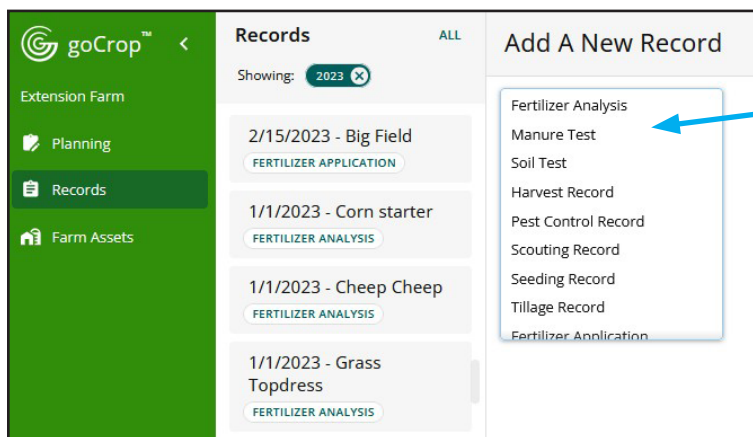 goCrop™ <
Extension Farm
Planning
Records
Farm Assets
Records ALL
Showing: 2023
2/15/2023 - Big Field
FERTILIZER APPLICATION
1/1/2023 - Corn starter
FERTILIZER ANALYSIS
1/1/2023 - Cheep Cheep
FERTILIZER ANALYSIS
1/1/2023 - Grass
Topdress
FERTILIZER ANALYSIS
Add A New Record
Fertilizer Analysis
Manure Test
Soil Test
Harvest Record
Pest Control Record
Scouting Record
Seeding Record
Tillage Record
Fertilizer Application